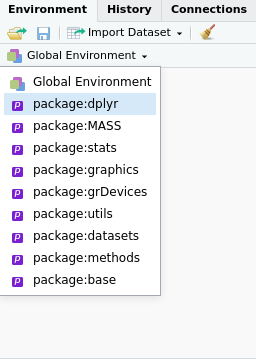 Environment History Connections
Import Dataset
Global Environment
Global Environment
package:dplyr
package:MASS
package:stats
package:graphics
package:grDevices
package:utils
package:datasets
package:methods
package:base